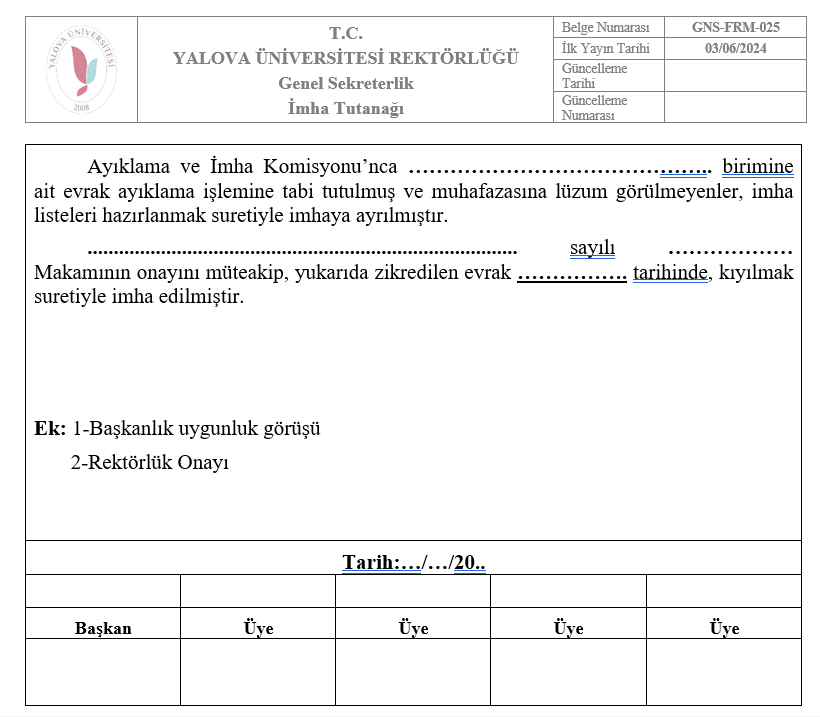 YALOVA ÜNİVERSİTESİ
2008
T.C.
YALOVA ÜNİVERSİTESİ REKTÖRLÜĞÜ
Genel Sekreterlik
İmha Tutanağı
Belge Numarası GNS-FRM-025
İlk Yayın Tarihi 03/06/2024
Güncelleme
Tarihi
Güncelleme
Numarası
Ayıklama ve İmha Komisyonu’nca …………………………………………….. birimine
ait evrak ayıklama işlemine tabi tutulmuş ve muhafazasına lüzum görülmeyenler, imha
listeleri hazırlanmak suretiyle imhaya ayrılmıştır.
................................................................................. sayılı ………………
Makamının onayını müteakip, yukarıda zikredilen evrak ……………. tarihinde, kıyılmak
suretiyle imha edilmiştir.
Ek: 1-Başkanlık uygunluk görüşü
2-Rektörlük Onayı
Tarih:…/…/20..
Başkan Üye Üye Üye Üye